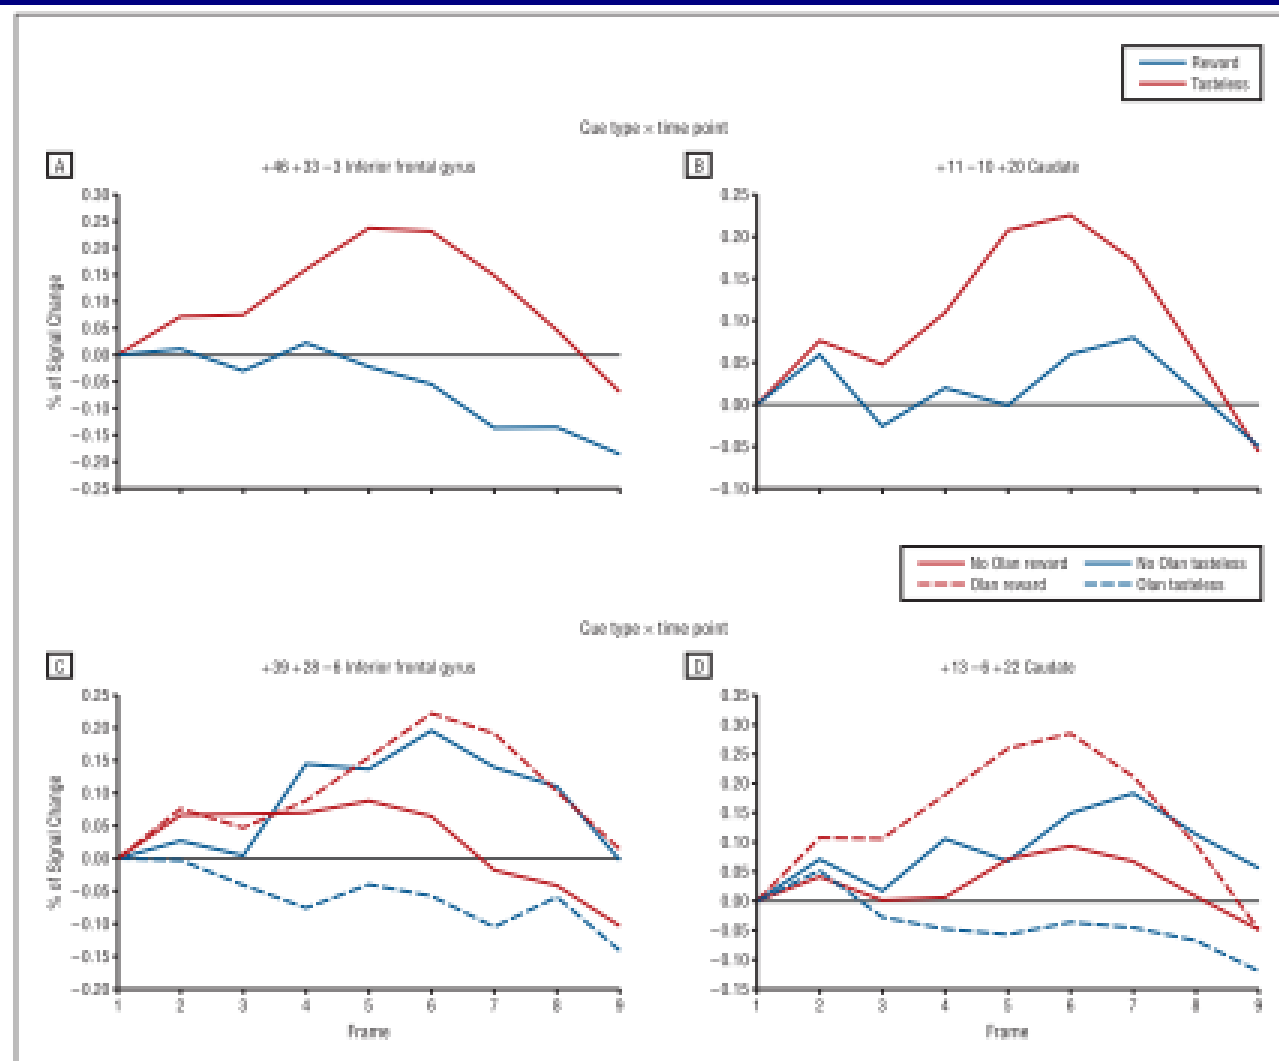 Reward
Tasteless
Cue type × time point
A
+46 +33 −3 Inferior frontal gyrus
B
+11 −10 +20 Caudate
% of Signal Change
0.30
0.25
0.20
0.15
0.10
0.05
0.00
−0.05
−0.10
−0.15
−0.20
−0.25
0.25
0.20
0.15
0.10
0.05
0.00
−0.05
−0.10
No Olan reward
No Olan tasteless
Olan reward
Olan tasteless
Cue type × time point
C
+39 +28 −6 Inferior frontal gyrus
D
+13 −6 +22 Caudate
% of Signal Change
0.25
0.20
0.15
0.10
0.05
0.00
−0.05
−0.10
−0.15
−0.20
1 2 3 4 5 6 7 8 9
Frame
0.35
0.30
0.25
0.20
0.15
0.10
0.05
0.00
−0.05
−0.10
−0.15
1 2 3 4 5 6 7 8 9
Frame